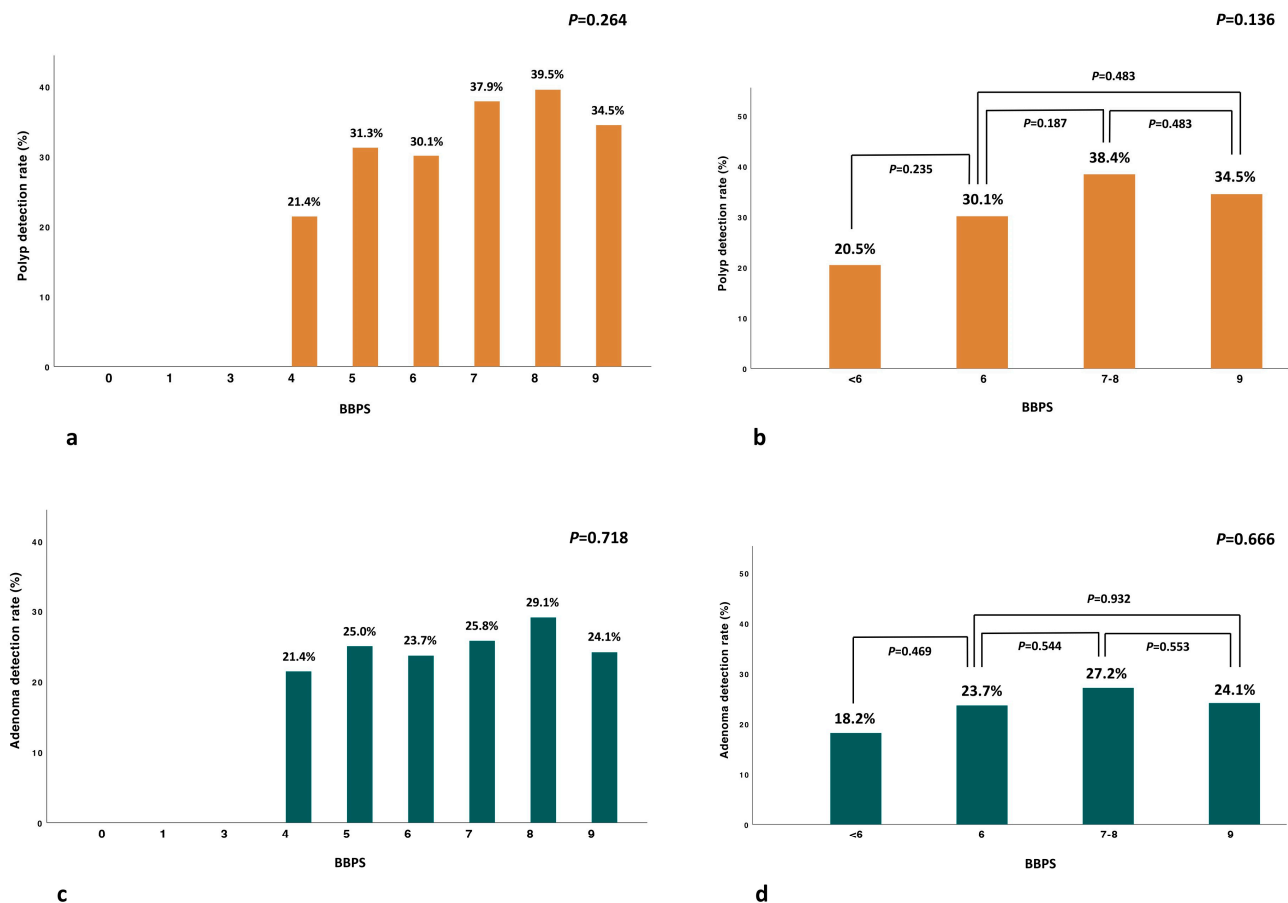 P=0.264
Polyp detection rate (%)
40
30
20
10
0
21.4%
31.3%
30.1%
37.9%
39.5%
34.5%
0 1 3 4 5 6 7 8 9
BBPS
a
P=0.136
Polyp detection rate (%)
50
40
30
20
10
0
P=0.483
P=0.187
P=0.483
P=0.235
20.5%
30.1%
38.4%
34.5%
<6 6 7-8 9
BBPS
b
P=0.718
Adenoma detection rate (%)
40
30
20
10
0
21.4%
25.0%
23.7%
25.8%
29.1%
24.1%
0 1 3 4 5 6 7 8 9
BBPS
c
P=0.666
Adenoma detection rate (%)
50
40
30
20
10
0
P=0.932
P=0.469
P=0.544
P=0.553
18.2%
23.7%
27.2%
24.1%
<6 6 7-8 9
BBPS
d